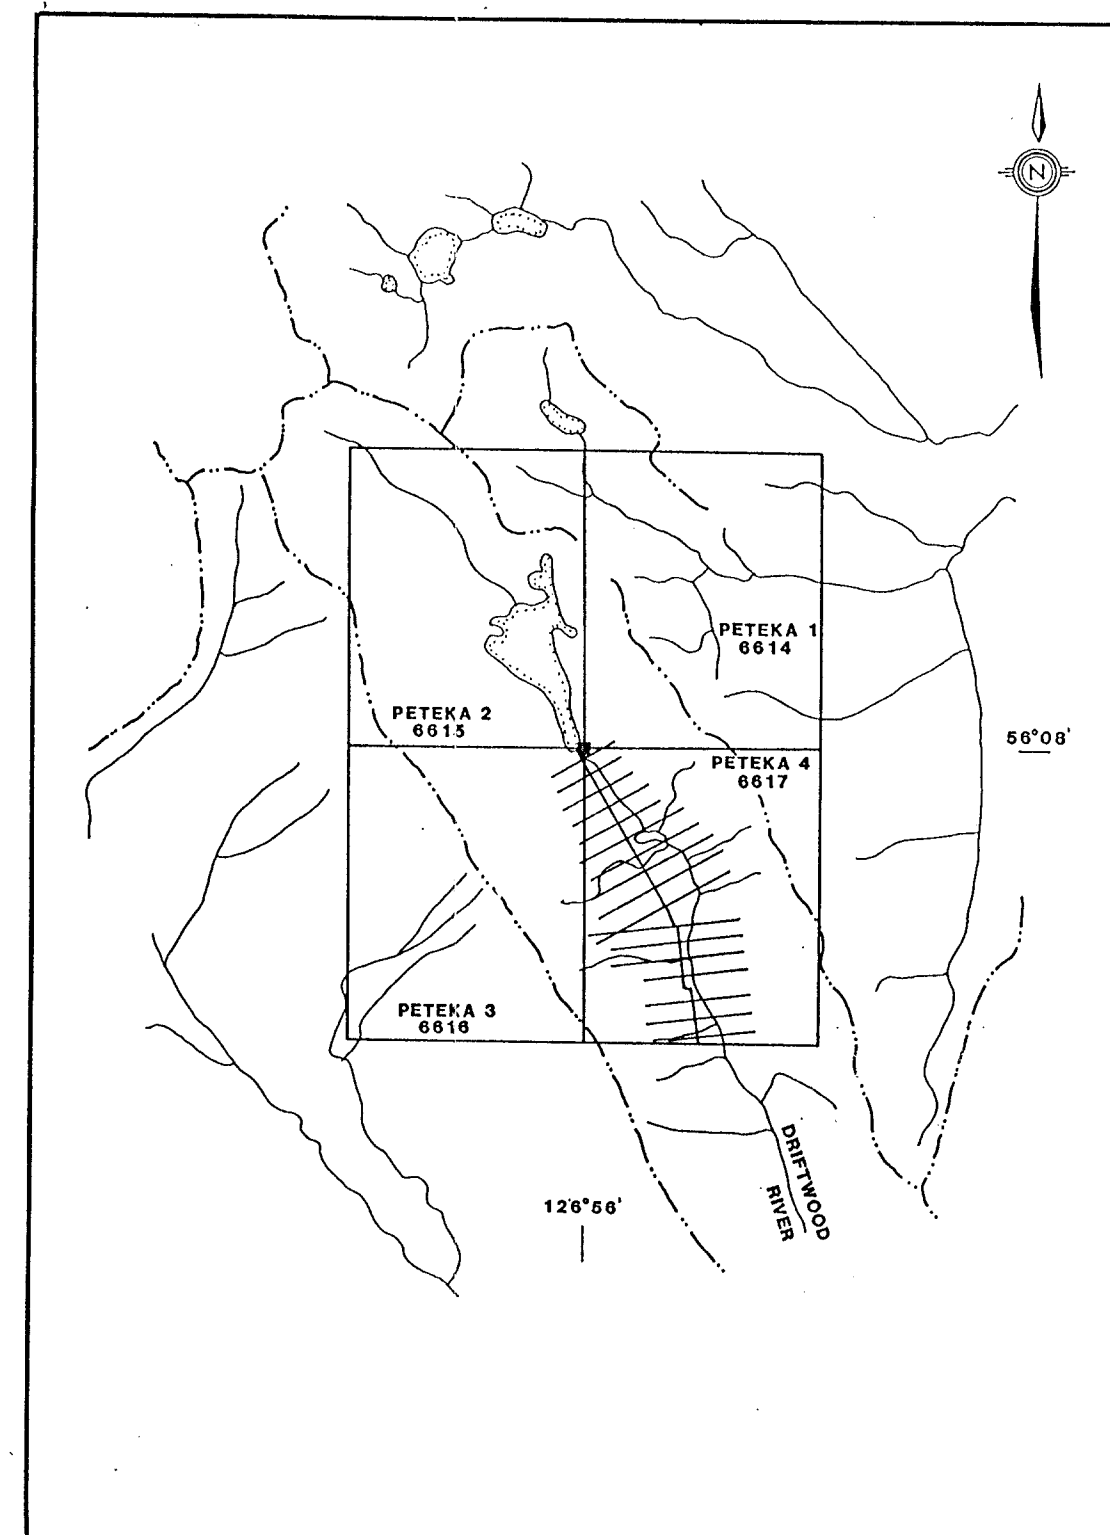 N
PETEKA 1
6614
PETEKA 2
6615
56°08'
PETEKA 4
6617
PETEKA 3
6616
DRIFTWOOD
RIVER
126°56'